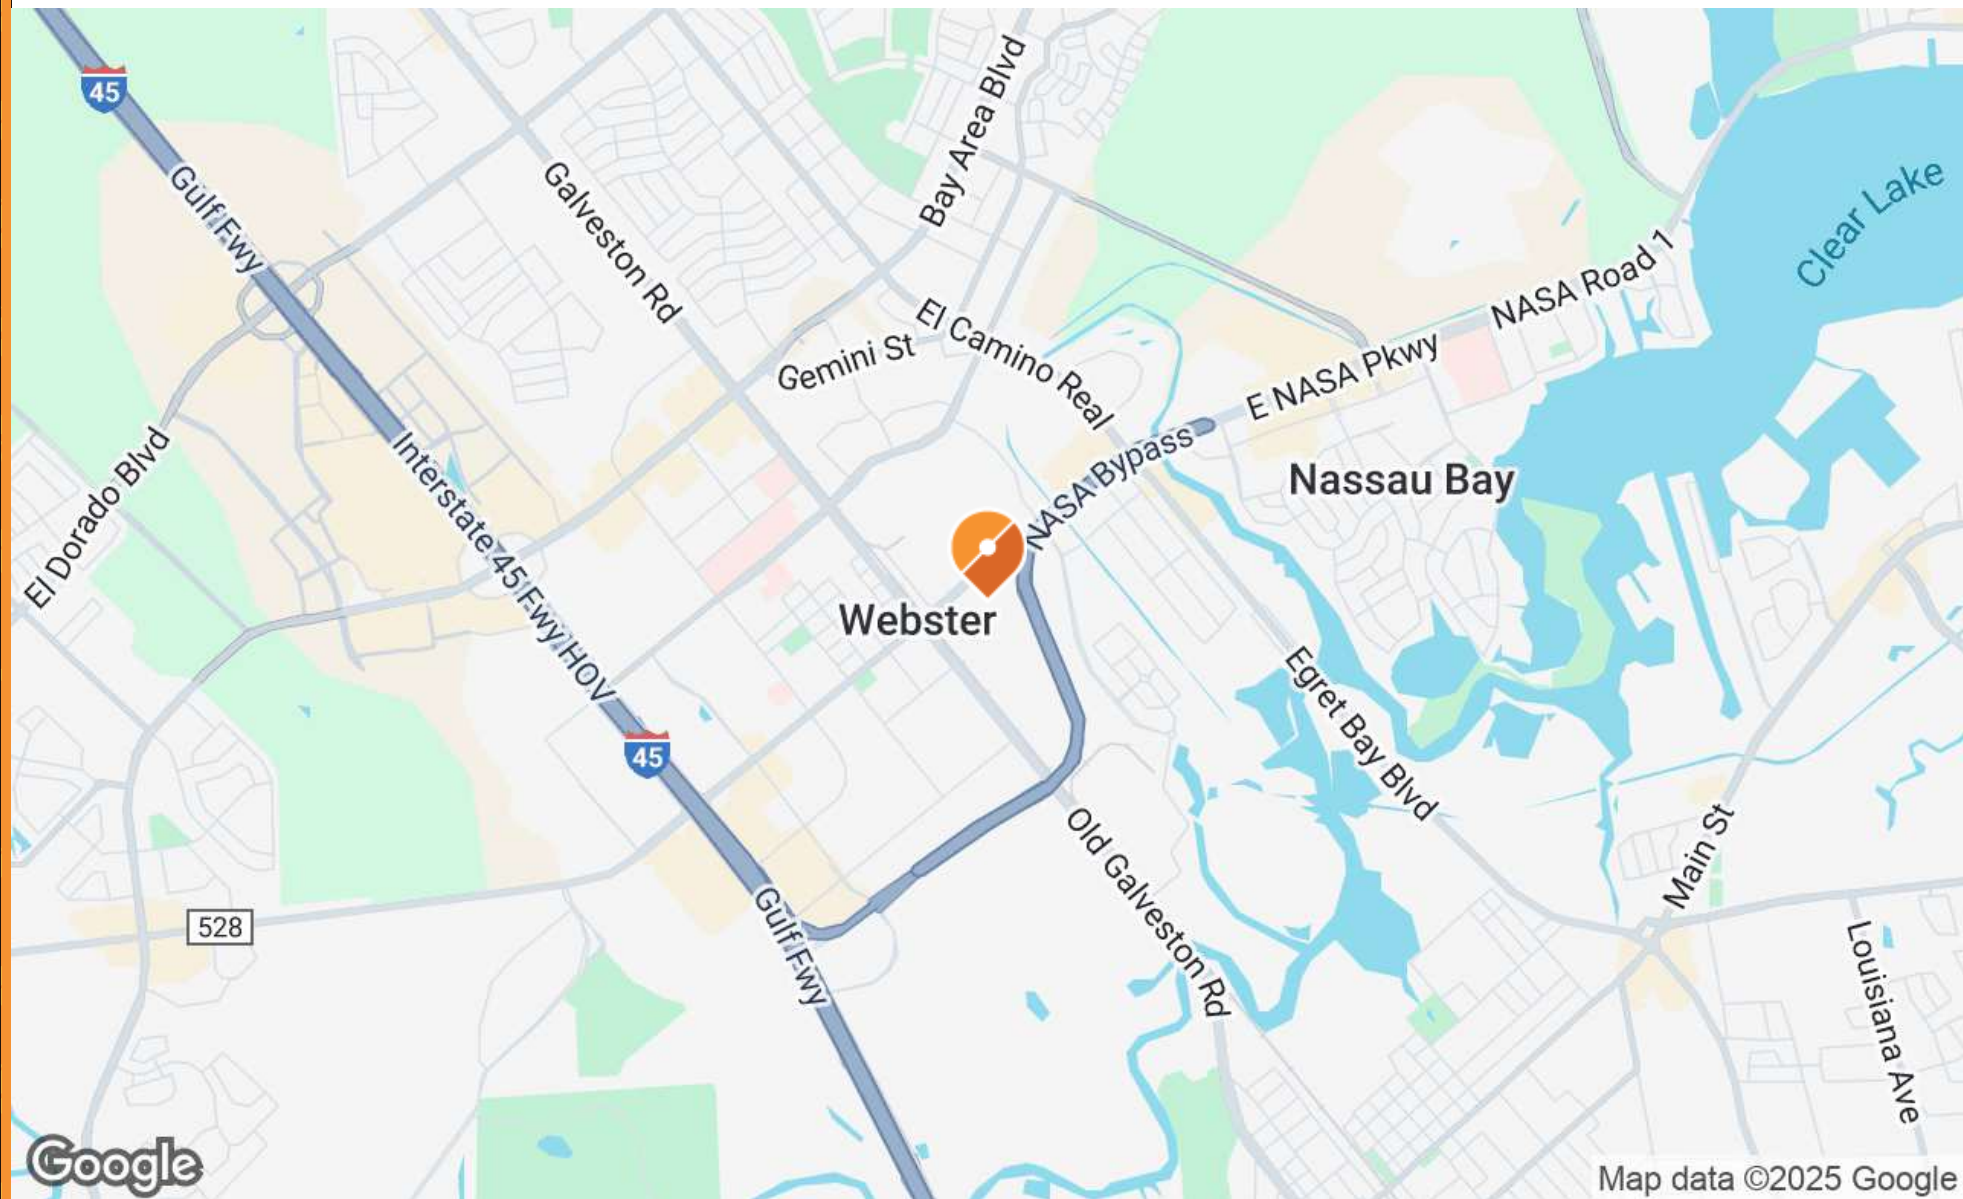 45
Gulf Fwy
Galveston Rd
Bay Area Blvd
Clear Lake
NASA Road 1
El Camino Real
Gemini St
E NASA Pkwy
NASA Bypass
Nassau Bay
El Dorado Blvd
Interstate 45 Fwy HOV
Webster
45
Egret Bay Blvd
Old Galveston Rd
Main St
528
Gulf Fwy
Louisiana Ave
Google
Map data ©2025 Google